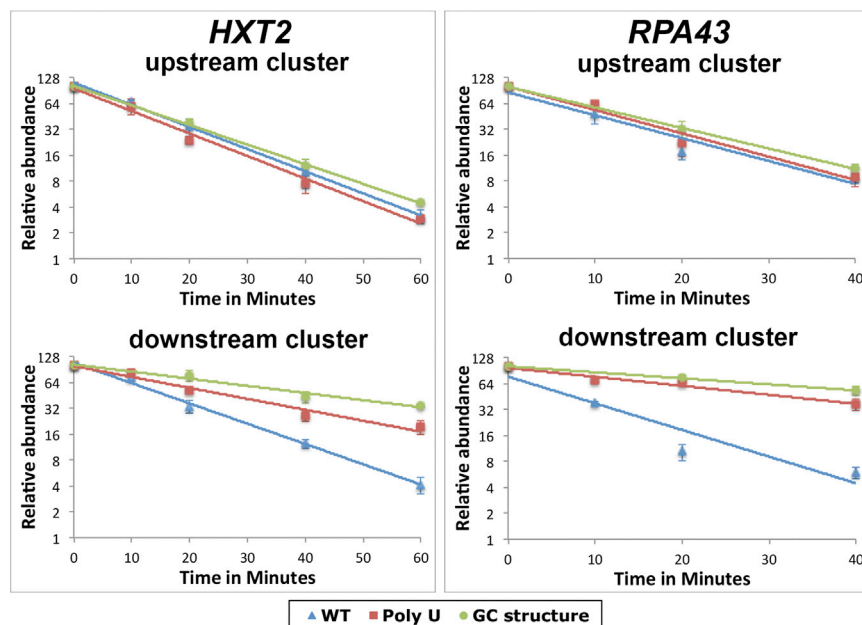 HXT2
upstream cluster
Relative abundance
128
64
32
16
8
4
2
1
0 10 20 30 40 50 60
Time in Minutes
downstream cluster
Relative abundance
128
64
32
16
8
4
2
1
0 10 20 30 40 50 60
Time in Minutes
RPA43
upstream cluster
Relative abundance
128
64
32
16
8
4
2
1
0 10 20 30 40
Time in Minutes
downstream cluster
Relative abundance
128
64
32
16
8
4
2
1
0 10 20 30 40
Time in Minutes
WT Poly U GC structure